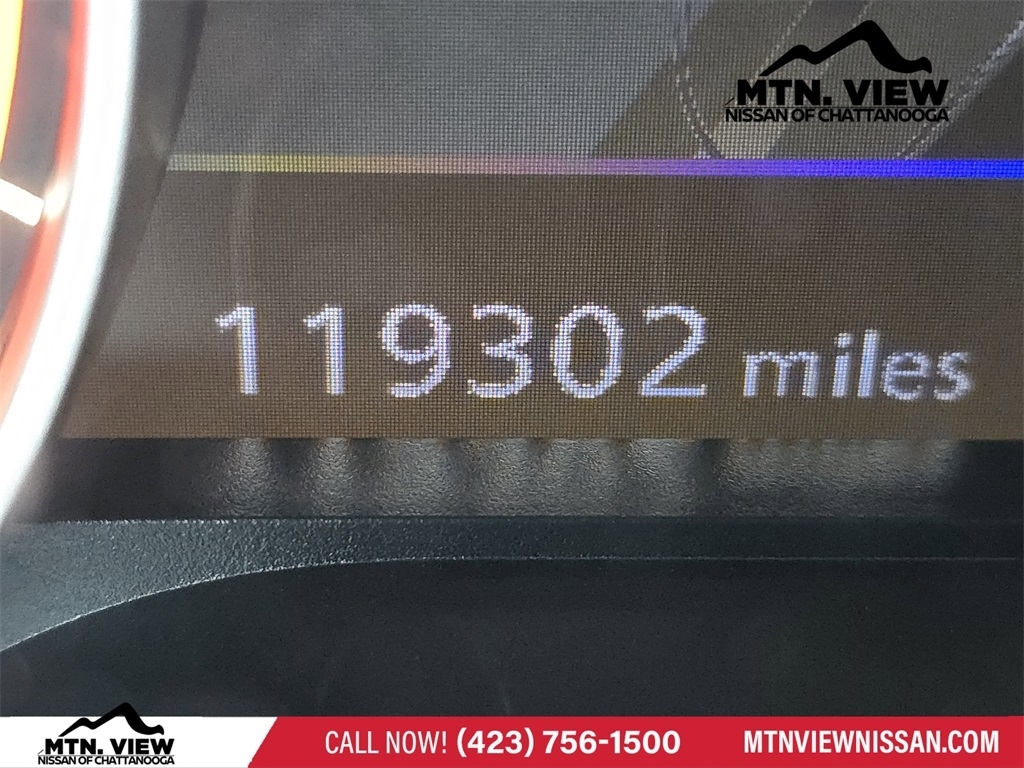 MTN. VIEW
NISSAN OF CHATTANOOGA
119302 miles
MTN. VIEW
NISSAN OF CHATTANOOGA
CALL NOW! (423) 756-1500
MTNVIEWNISSAN.COM